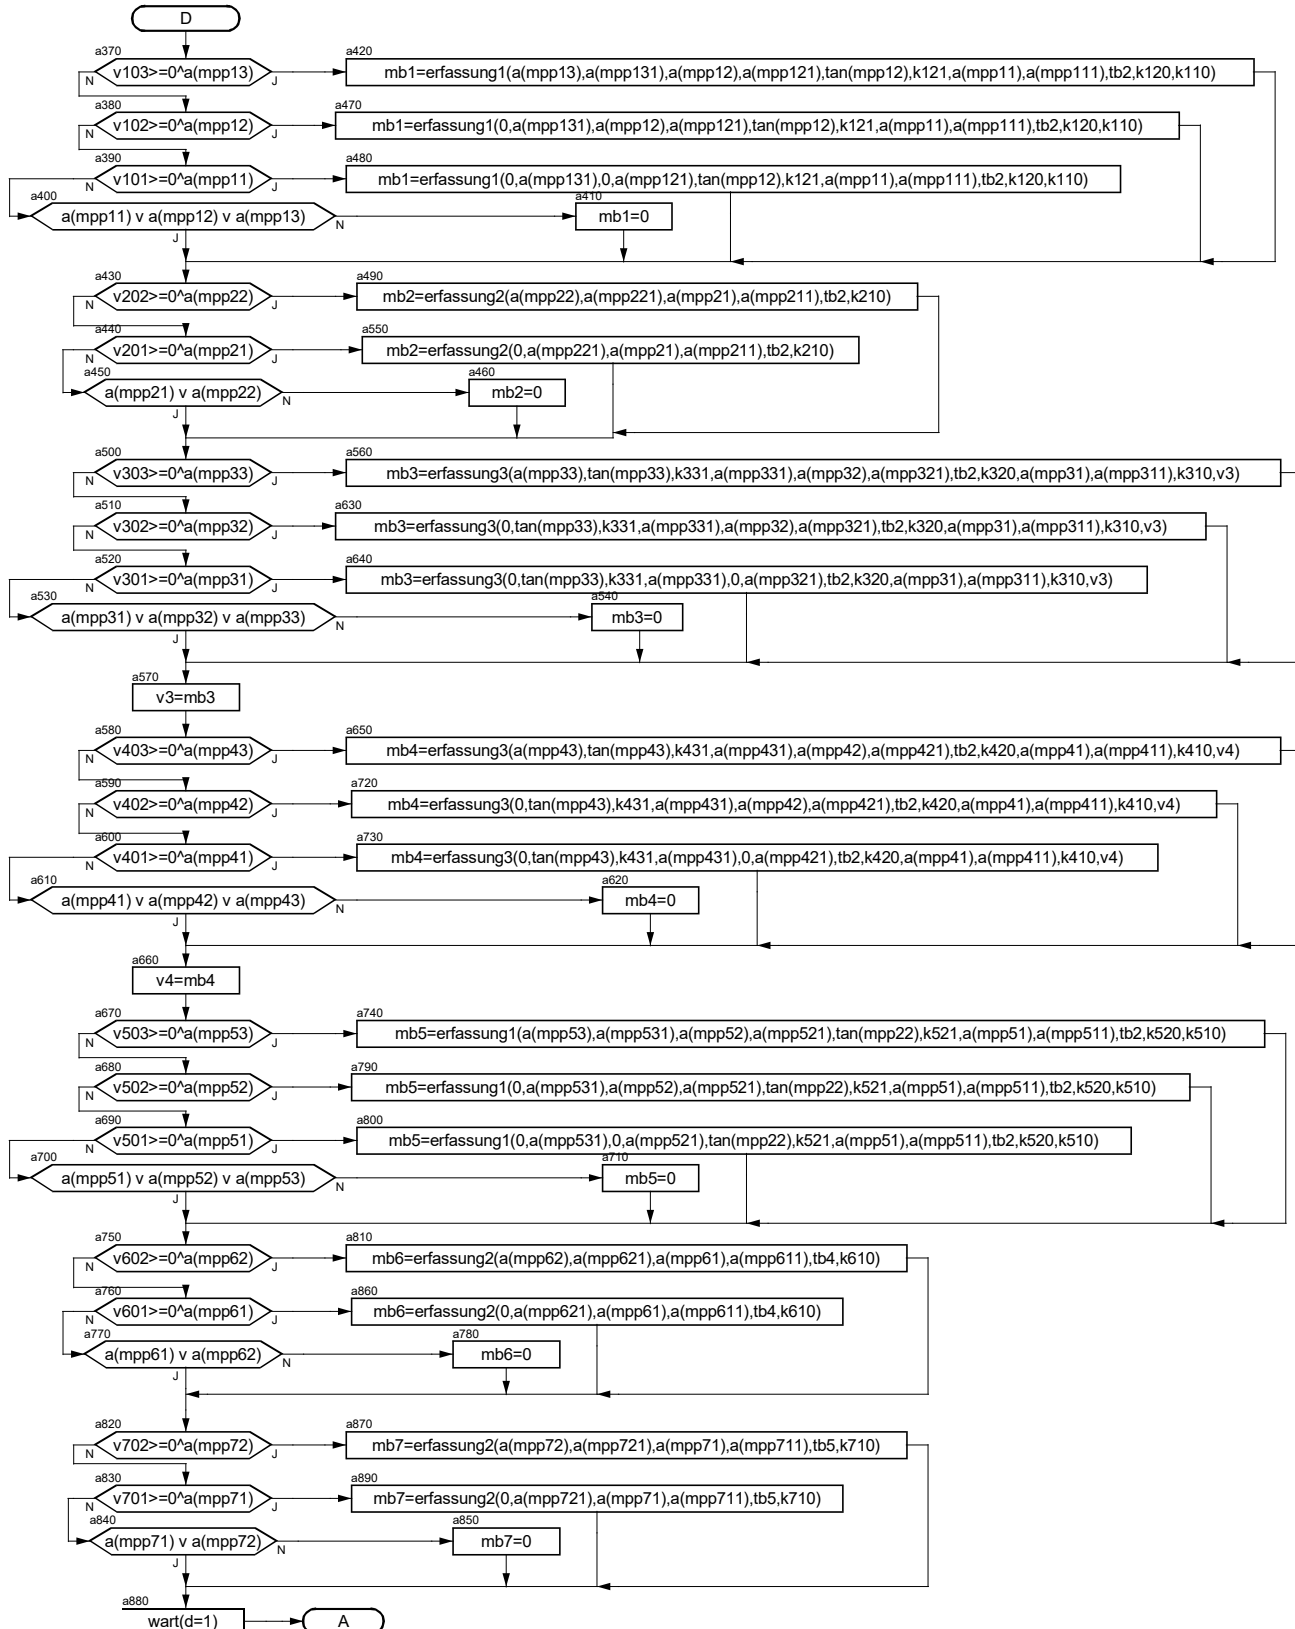 D
a370
v103>=0^a(mpp13)
N
J
a420
mb1=erfassung1(a(mpp13),a(mpp131),a(mpp12),a(mpp121),tan(mpp12),k121,a(mpp11),a(mpp111),tb2,k120,k110)
a380
v102>=0^a(mpp12)
N
J
a470
mb1=erfassung1(0,a(mpp131),a(mpp12),a(mpp121),tan(mpp12),k121,a(mpp11),a(mpp111),tb2,k120,k110)
a390
v101>=0^a(mpp11)
N
J
a480
mb1=erfassung1(0,a(mpp131),0,a(mpp121),tan(mpp12),k121,a(mpp11),a(mpp111),tb2,k120,k110)
a400
a(mpp11) v a(mpp12) v a(mpp13)
J
N
a410
mb1=0
a430
v202>=0^a(mpp22)
N
J
a490
mb2=erfassung2(a(mpp22),a(mpp221),a(mpp21),a(mpp211),tb2,k210)
a440
v201>=0^a(mpp21)
N
J
a550
mb2=erfassung2(0,a(mpp221),a(mpp21),a(mpp211),tb2,k210)
a450
a(mpp21) v a(mpp22)
J
N
a460
mb2=0
a500
v303>=0^a(mpp33)
N
J
a560
mb3=erfassung3(a(mpp33),tan(mpp33),k331,a(mpp331),a(mpp32),a(mpp321),tb2,k320,a(mpp31),a(mpp311),k310,v3)
a510
v302>=0^a(mpp32)
N
J
a630
mb3=erfassung3(0,tan(mpp33),k331,a(mpp331),a(mpp32),a(mpp321),tb2,k320,a(mpp31),a(mpp311),k310,v3)
a520
v301>=0^a(mpp31)
N
J
a640
mb3=erfassung3(0,tan(mpp33),k331,a(mpp331),0,a(mpp321),tb2,k320,a(mpp31),a(mpp311),k310,v3)
a530
a(mpp31) v a(mpp32) v a(mpp33)
J
N
a540
mb3=0
a570
v3=mb3
a580
v403>=0^a(mpp43)
N
J
a650
mb4=erfassung3(a(mpp43),tan(mpp43),k431,a(mpp431),a(mpp42),a(mpp421),tb2,k420,a(mpp41),a(mpp411),k410,v4)
a590
v402>=0^a(mpp42)
N
J
a720
mb4=erfassung3(0,tan(mpp43),k431,a(mpp431),a(mpp42),a(mpp421),tb2,k420,a(mpp41),a(mpp411),k410,v4)
a600
v401>=0^a(mpp41)
N
J
a730
mb4=erfassung3(0,tan(mpp43),k431,a(mpp431),0,a(mpp421),tb2,k420,a(mpp41),a(mpp411),k410,v4)
a610
a(mpp41) v a(mpp42) v a(mpp43)
J
N
a620
mb4=0
a660
v4=mb4
a670
v503>=0^a(mpp53)
N
J
a740
mb5=erfassung1(a(mpp53),a(mpp531),a(mpp52),a(mpp521),tan(mpp22),k521,a(mpp51),a(mpp511),tb2,k520,k510)
a680
v502>=0^a(mpp52)
N
J
a790
mb5=erfassung1(0,a(mpp531),a(mpp52),a(mpp521),tan(mpp22),k521,a(mpp51),a(mpp511),tb2,k520,k510)
a690
v501>=0^a(mpp51)
N
J
a800
mb5=erfassung1(0,a(mpp531),0,a(mpp521),tan(mpp22),k521,a(mpp51),a(mpp511),tb2,k520,k510)
a700
a(mpp51) v a(mpp52) v a(mpp53)
J
N
a710
mb5=0
a750
v602>=0^a(mpp62)
N
J
a810
mb6=erfassung2(a(mpp62),a(mpp621),a(mpp61),a(mpp611),tb4,k610)
a760
v601>=0^a(mpp61)
N
J
a860
mb6=erfassung2(0,a(mpp621),a(mpp61),a(mpp611),tb4,k610)
a770
a(mpp61) v a(mpp62)
J
N
a780
mb6=0
a820
v702>=0^a(mpp72)
N
J
a870
mb7=erfassung2(a(mpp72),a(mpp721),a(mpp71),a(mpp711),tb5,k710)
a830
v701>=0^a(mpp71)
N
J
a890
mb7=erfassung2(0,a(mpp721),a(mpp71),a(mpp711),tb5,k710)
a840
a(mpp71) v a(mpp72)
J
N
a850
mb7=0
a880
wart(d=1)
A